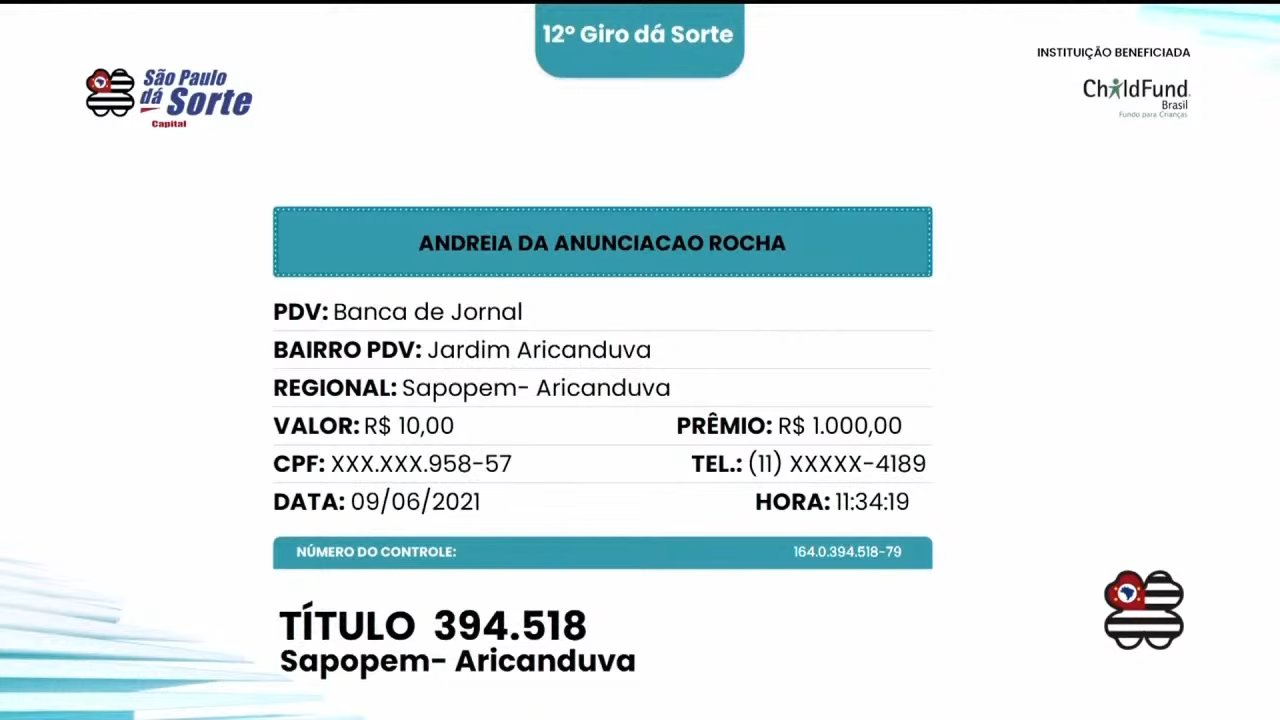 12º Giro dá Sorte
INSTITUIÇÃO BENEFICIADA
São Paulo
dá Sorte
Capital
ChildFund
Brasil
Fundo para Crianças
ANDREIA DA ANUNCIACAO ROCHA
PDV: Banca de Jornal
BAIRRO PDV: Jardim Aricanduva
REGIONAL: Sapopem- Aricanduva
VALOR: R$ 10,00 PRÊMIO: R$ 1.000,00
CPF: XXX.XXX.958-57 TEL.: (11) XXXXX-4189
DATA: 09/06/2021 HORA: 11:34:19
NÚMERO DO CONTROLE: 164.0.394.518-79
TÍTULO 394.518
Sapopem- Aricanduva